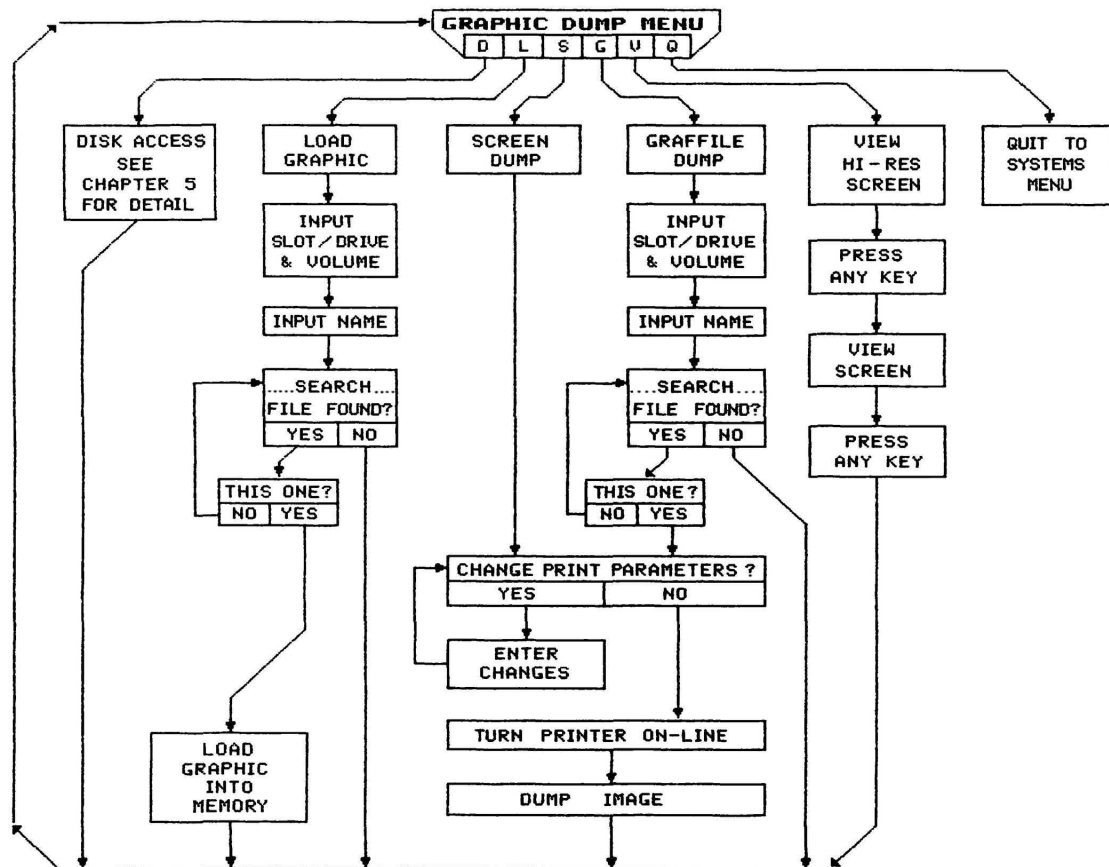 GRAPHIC DUMP MENU
D L S G V Q
DISK ACCESS
SEE
CHAPTER 5
FOR DETAIL
LOAD
GRAPHIC
INPUT
SLOT/DRIVE
& VOLUME
INPUT NAME
....SEARCH....
FILE FOUND?
YES NO
THIS ONE?
NO YES
LOAD
GRAPHIC
INTO
MEMORY
SCREEN
DUMP
GRAFFILE
DUMP
INPUT
SLOT/DRIVE
& VOLUME
INPUT NAME
....SEARCH....
FILE FOUND?
YES NO
THIS ONE?
NO YES
CHANGE PRINT PARAMETERS ?
YES NO
ENTER
CHANGES
TURN PRINTER ON-LINE
DUMP IMAGE
VIEW
HI-RES
SCREEN
PRESS
ANY KEY
VIEW
SCREEN
PRESS
ANY KEY
QUIT TO
SYSTEMS
MENU